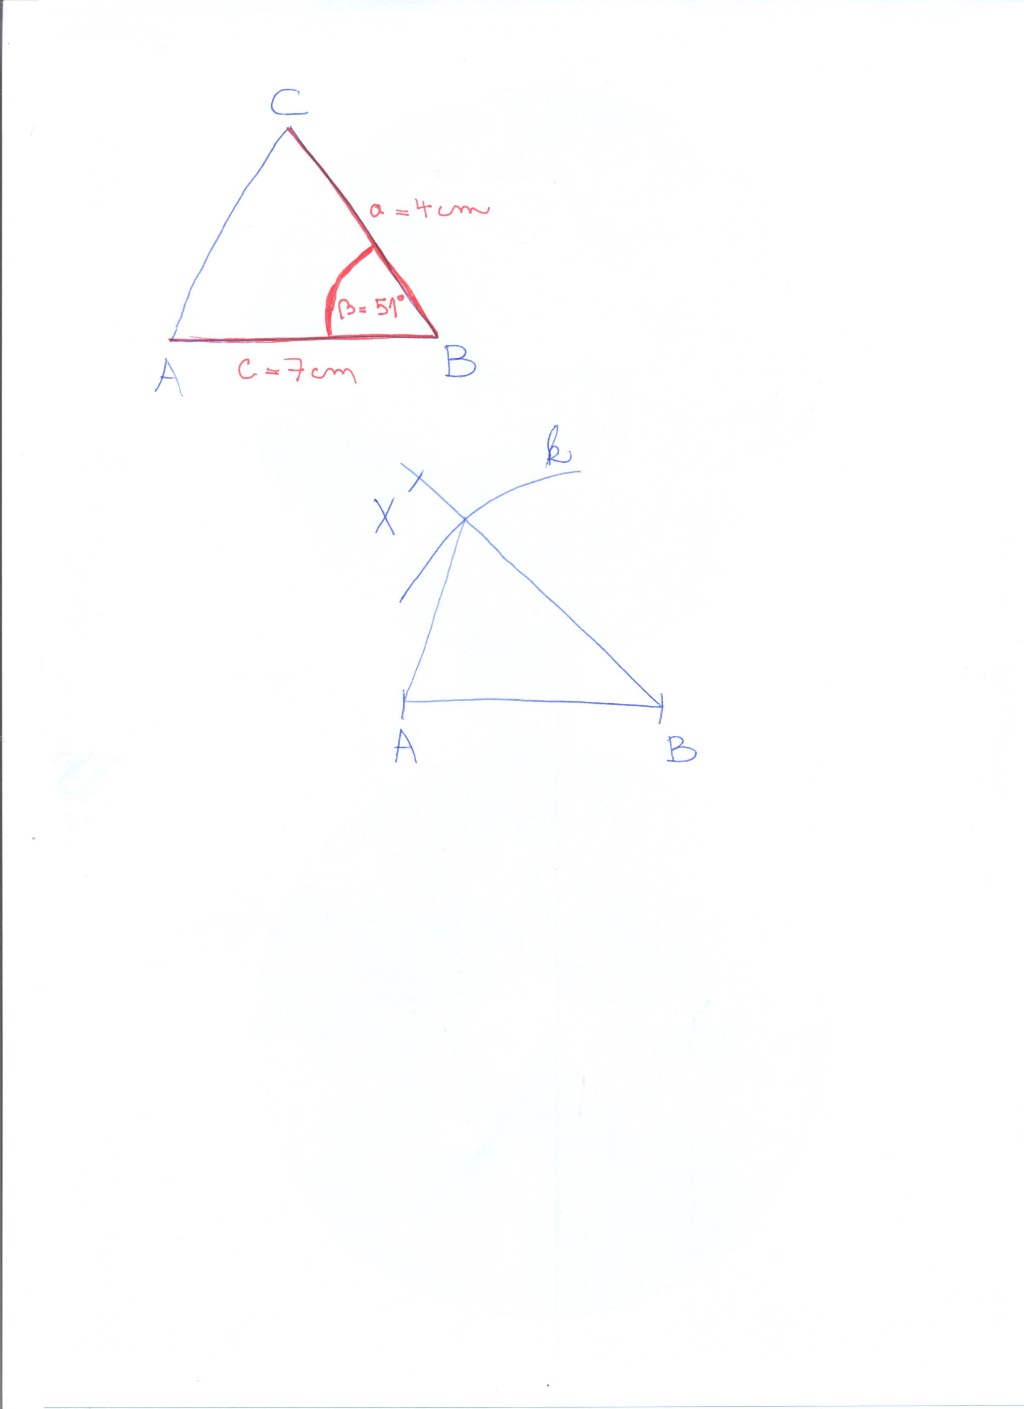 C
a = 4 cm
β = 51°
A
c = 7 cm
B
k
X
A
B